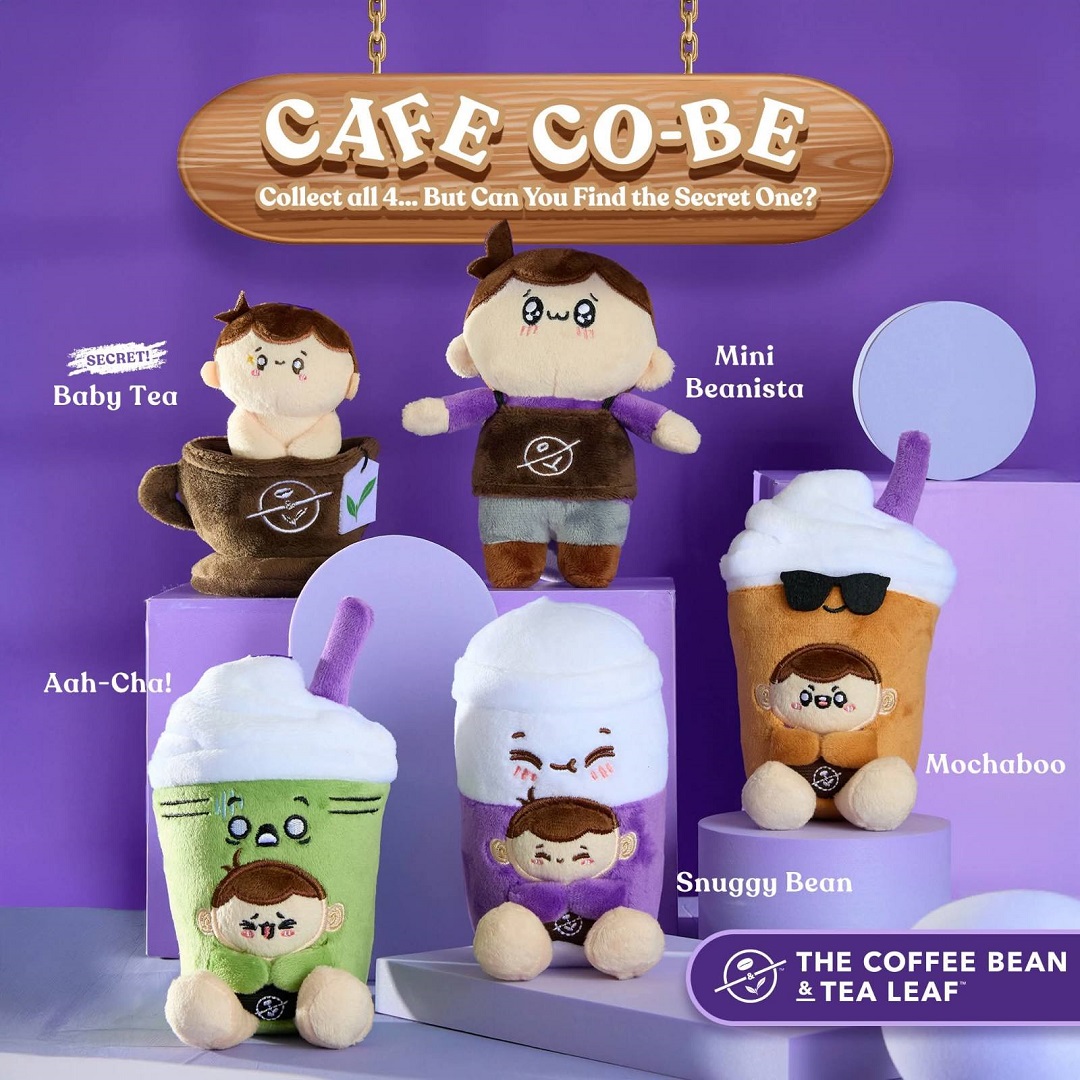 CAFE CO-BE
Collect all 4... But Can You Find the Secret One?
SECRET!
Baby Tea
Mini
Beanista
Aah-Cha!
Mochaboo
Snuggy Bean
THE COFFEE BEAN
& TEA LEAF™